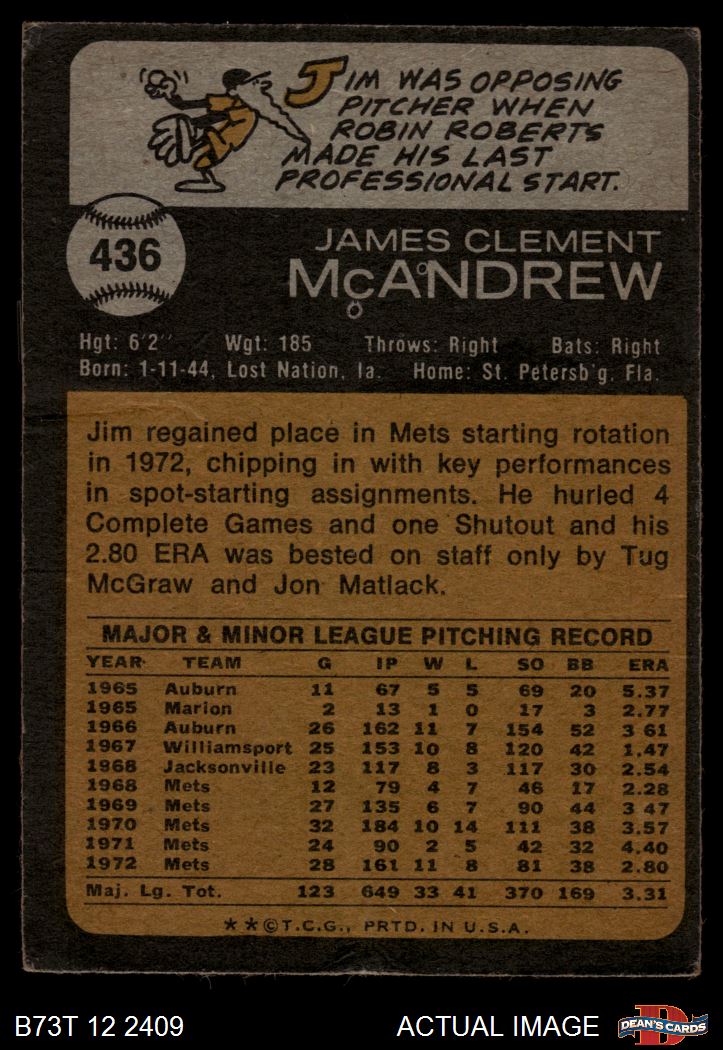 JIM WAS OPPOSING
PITCHER WHEN
ROBIN ROBERTS
MADE HIS LAST
PROFESSIONAL START.
436
JAMES CLEMENT
McANDREW
Hgt: 6'2" Wgt: 185 Throws: Right Bats: Right
Born: 1-11-44, Lost Nation, Ia. Home: St. Petersb'g, Fla.
Jim regained place in Mets starting rotation
in 1972, chipping in with key performances
in spot-starting assignments. He hurled 4
Complete Games and one Shutout and his
2.80 ERA was bested on staff only by Tug
McGraw and Jon Matlack.
MAJOR & MINOR LEAGUE PITCHING RECORD
YEAR TEAM G IP W L SO BB ERA
1965 Auburn 11 67 5 5 69 20 5.37
1965 Marion 2 13 1 0 17 3 2.77
1966 Auburn 26 162 11 7 154 52 3 61
1967 Williamsport 25 153 10 8 120 42 1.47
1968 Jacksonville 23 117 8 3 117 30 2.54
1968 Mets 12 79 4 7 46 17 2.28
1969 Mets 27 135 6 7 90 44 3 47
1970 Mets 32 184 10 14 111 38 3.57
1971 Mets 24 90 2 5 42 32 4.40
1972 Mets 28 161 11 8 81 38 2.80
Maj. Lg. Tot. 123 649 33 41 370 169 3.31
**©T.C.G., PRTD. IN U.S.A.
B73T 12 2409 ACTUAL IMAGE
DEAN'S CARDS